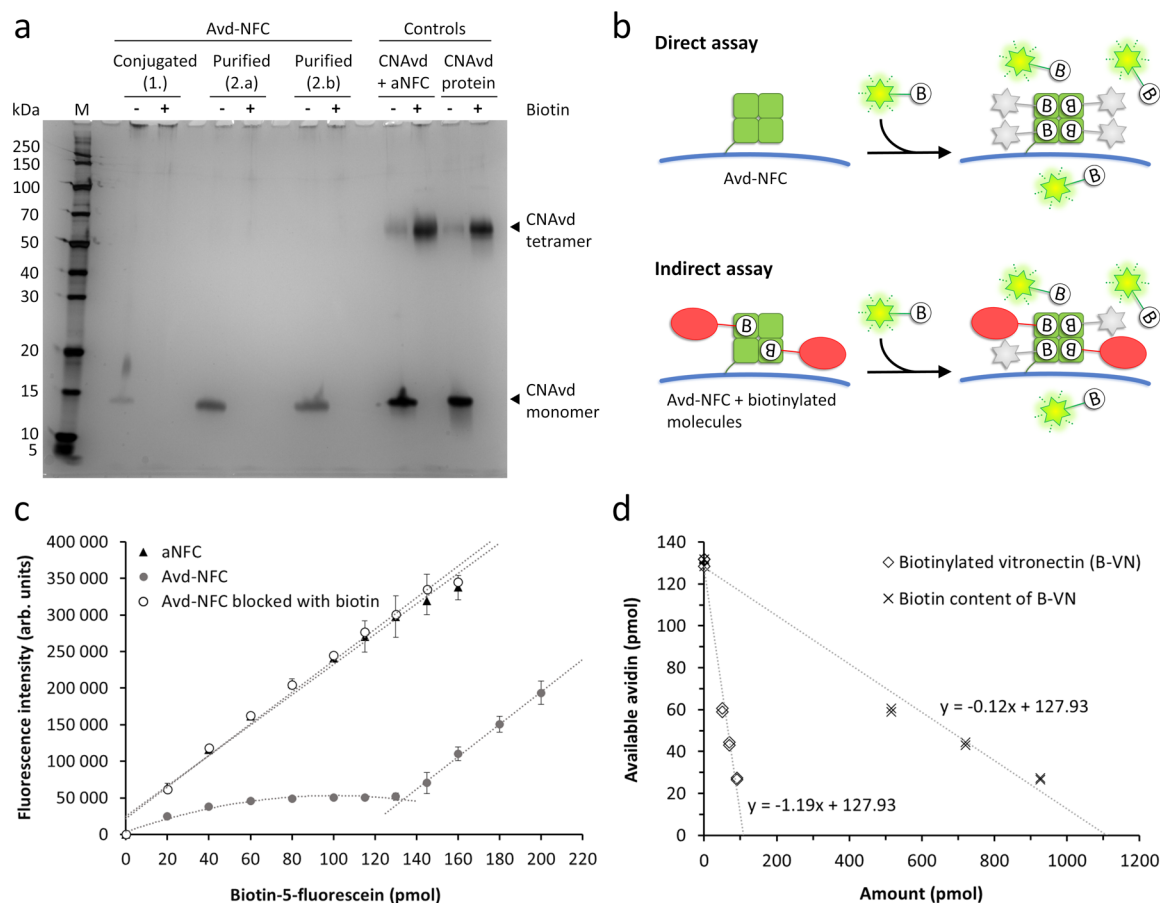 a
Avd-NFC
Controls
Conjugated
(1.)
Purified
(2.a)
Purified
(2.b)
CNAvd
+ aNFC
CNAvd
protein
kDa
M
- + - + - + - + - +
Biotin
250
150
100
70
50
40
30
20
15
10
5
CNAvd
tetramer
CNAvd
monomer
b
Direct assay
B
B
B
B B
B B
Avd-NFC
B
Indirect assay
B
B
B
B
B
B B
B B
Avd-NFC + biotinylated
molecules
B
c
Fluorescence intensity (arb. units)
400 000
350 000
300 000
250 000
200 000
150 000
100 000
50 000
0
aNFC
Avd-NFC
Avd-NFC blocked with biotin
0 20 40 60 80 100 120 140 160 180 200 220
Biotin-5-fluorescein (pmol)
d
Available avidin (pmol)
140
120
100
80
60
40
20
0
Biotinylated vitronectin (B-VN)
Biotin content of B-VN
y = -0.12x + 127.93
y = -1.19x + 127.93
0 200 400 600 800 1000 1200
Amount (pmol)